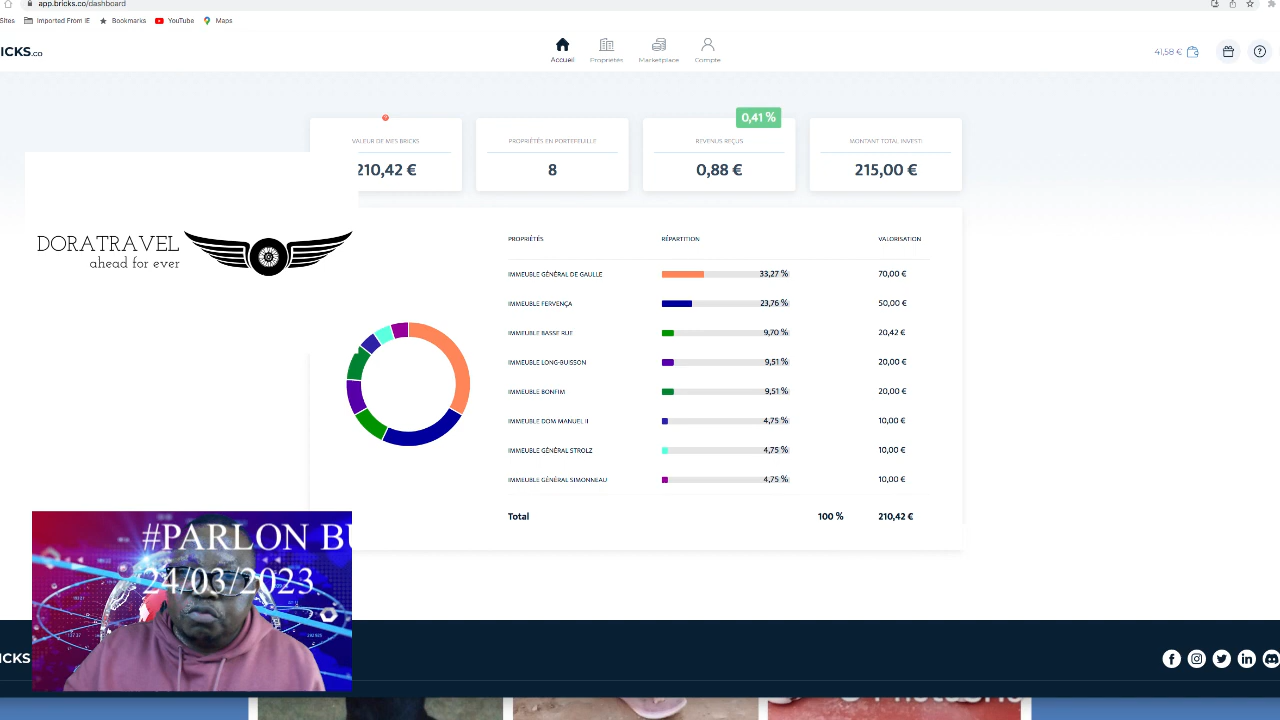 app.bricks.co/dashboard
Sites Imported From IE Bookmarks YouTube Maps
ICKS.co
Accueil Propriétés Marketplace Compte
41,58 €
0,41 %
VALEUR DE MES BRICKS
210,42 €
PROPRIÉTÉS EN PORTEFEUILLE
8
REVENUS REÇUS
0,88 €
MONTANT TOTAL INVESTI
215,00 €
DORATRAVEL
ahead for ever
PROPRIÉTÉS RÉPARTITION VALORISATION
IMMEUBLE GÉNÉRAL DE GAULLE 33,27 % 70,00 €
IMMEUBLE FERVENÇA 23,76 % 50,00 €
IMMEUBLE BASSE RUE 9,70 % 20,42 €
IMMEUBLE LONG-BUISSON 9,51 % 20,00 €
IMMEUBLE BONFIM 9,51 % 20,00 €
IMMEUBLE DOM MANUEL II 4,75 % 10,00 €
IMMEUBLE GÉNÉRAL STROLZ 4,75 % 10,00 €
IMMEUBLE GÉNÉRAL SIMONNEAU 4,75 % 10,00 €
Total 100 % 210,42 €
#PARLON BU
24/03/2023
ICKS